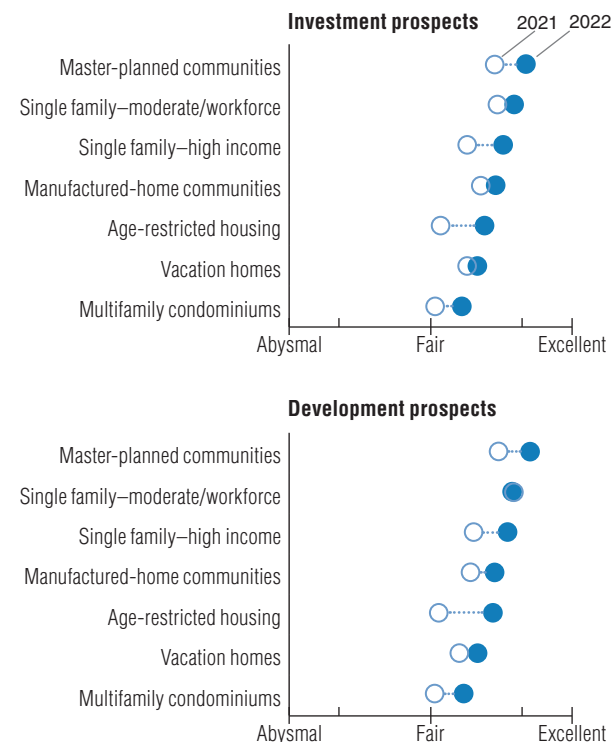 Investment prospects
2021
2022
Master-planned communities
Single family–moderate/workforce
Single family–high income
Manufactured-home communities
Age-restricted housing
Vacation homes
Multifamily condominiums
Abysmal Fair Excellent
Development prospects
Master-planned communities
Single family–moderate/workforce
Single family–high income
Manufactured-home communities
Age-restricted housing
Vacation homes
Multifamily condominiums
Abysmal Fair Excellent